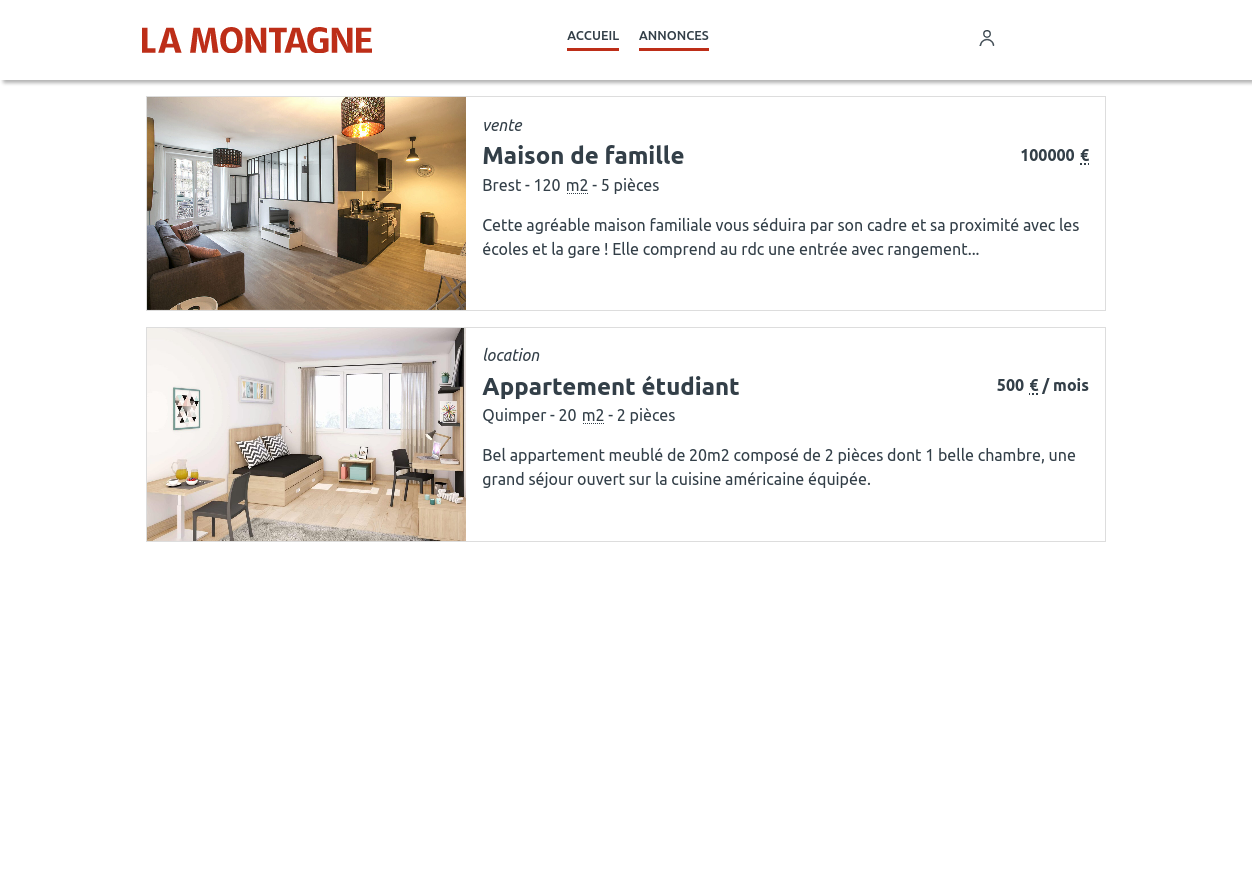 LA MONTAGNE
ACCUEIL ANNONCES
vente
Maison de famille 100000 €
Brest - 120 m2 - 5 pièces
Cette agréable maison familiale vous séduira par son cadre et sa proximité avec les
écoles et la gare ! Elle comprend au rdc une entrée avec rangement...
location
Appartement étudiant 500 € / mois
Quimper - 20 m2 - 2 pièces
Bel appartement meublé de 20m2 composé de 2 pièces dont 1 belle chambre, une
grand séjour ouvert sur la cuisine américaine équipée.